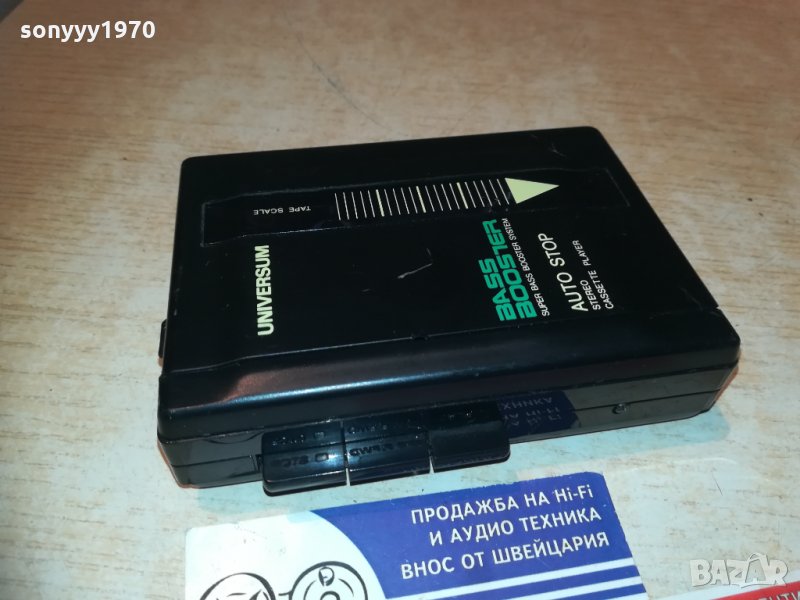 sonyyy1970
TAPE SCALE
UNIVERSUM
BASS
BOOSTER
SUPER BASS BOOSTER SYSTEM
AUTO STOP
STEREO
CASSETTE PLAYER
ПРОДАЖБА НА Hi-Fi
И АУДИО ТЕХНИКА
ВНОС ОТ ШВЕЙЦАРИЯ
BAZAR